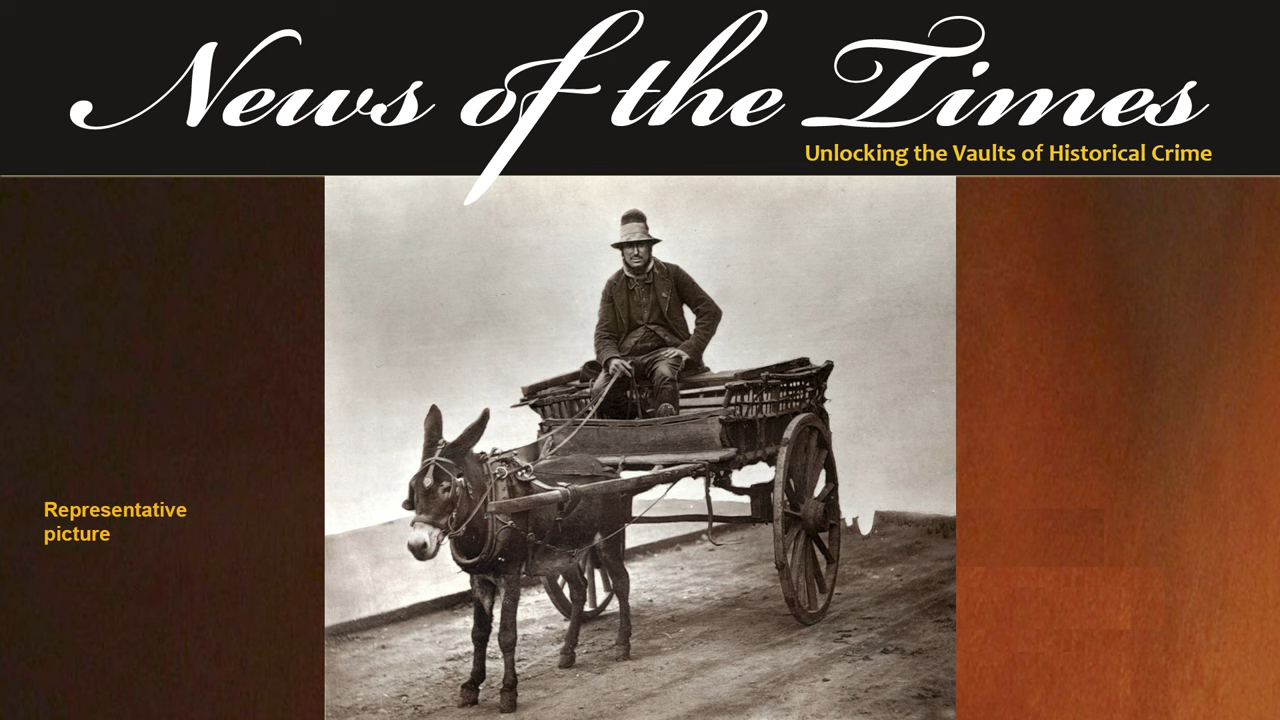 News of the Times
Unlocking the Vaults of Historical Crime
Representative
picture